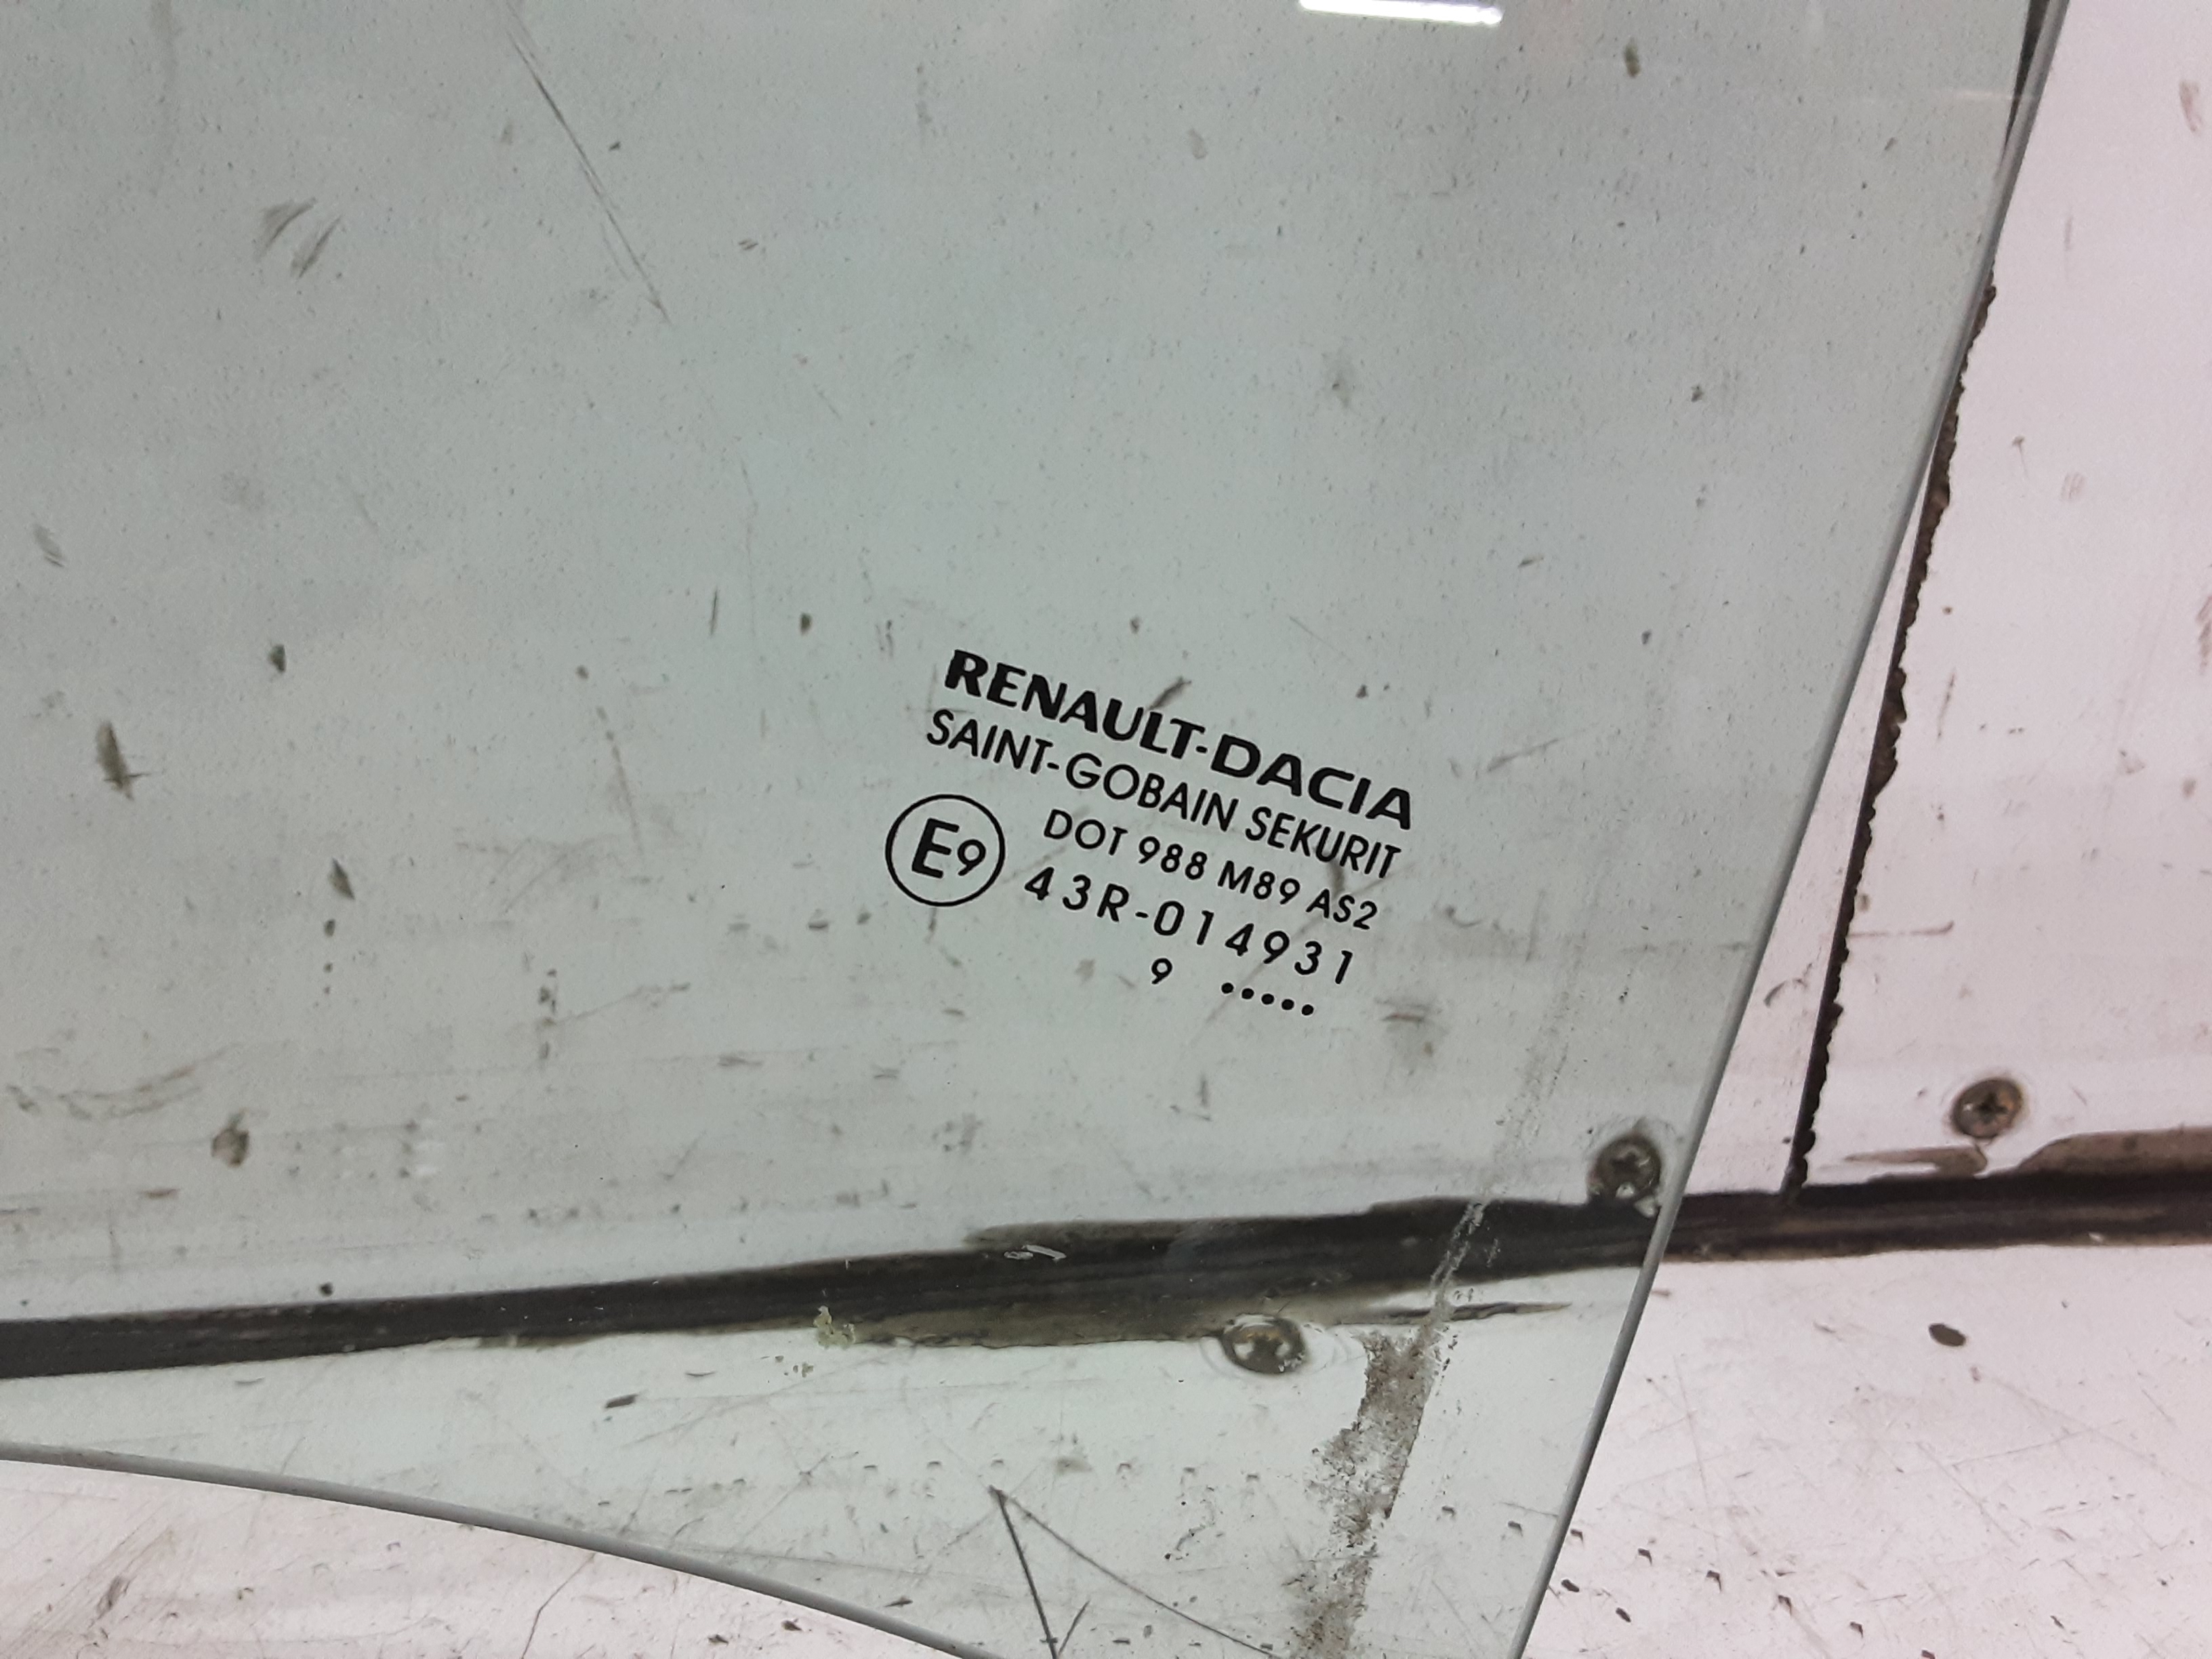 RENAULT-DACIA
SAINT-GOBAIN SEKURIT
DOT 988 M89 AS2
E9 43R-014931
9 •••••